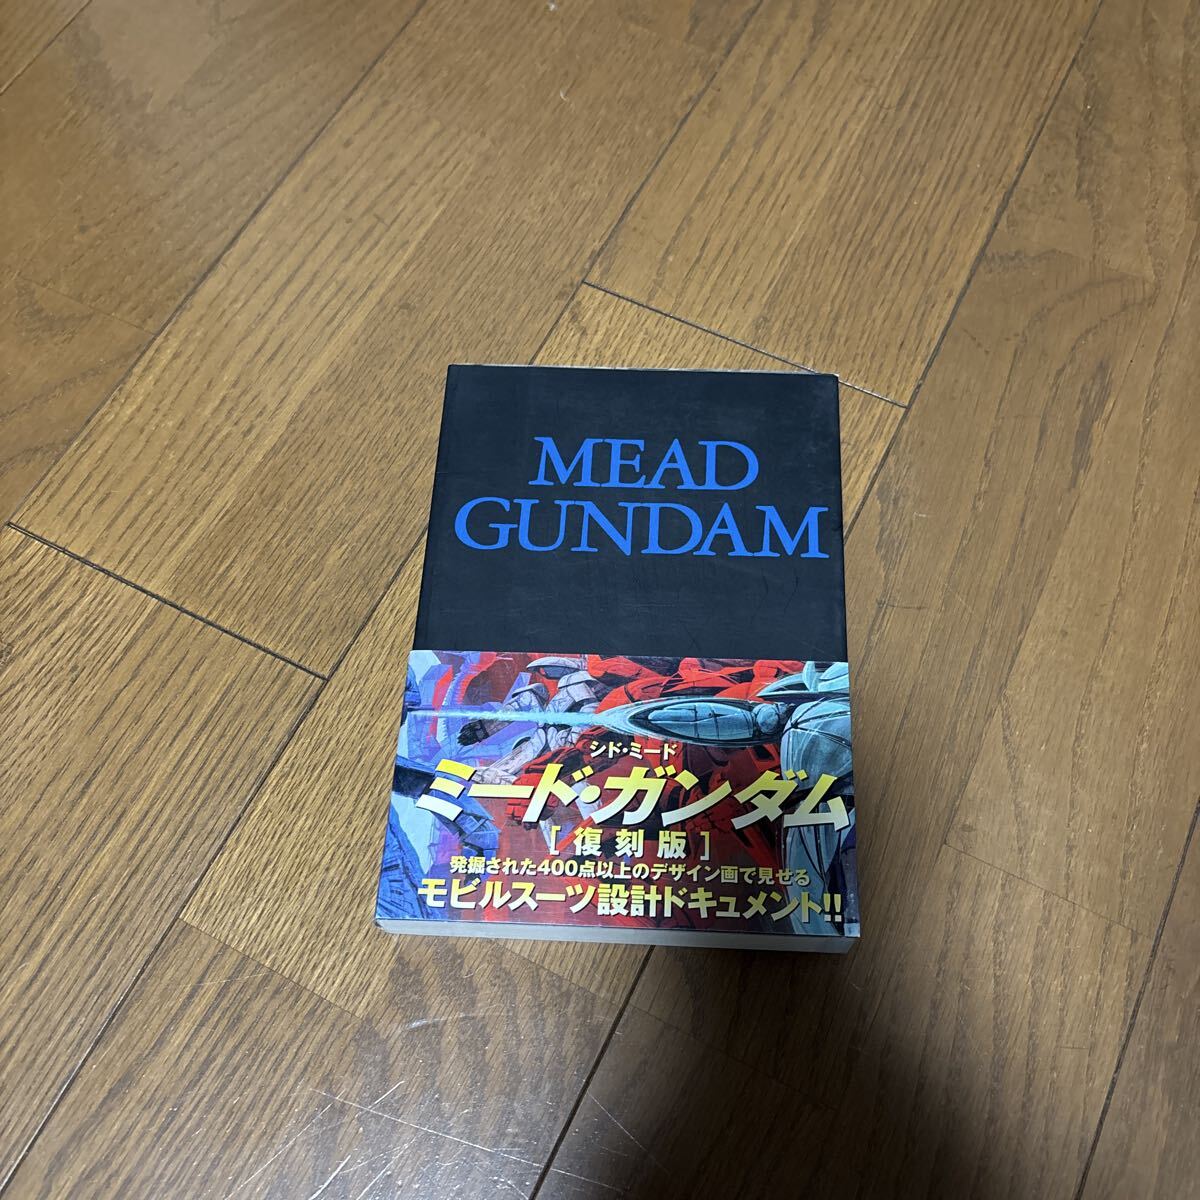 MEAD
GUNDAM
シド・ミード
ミード・ガンダム
[復刻版]
発掘された400点以上のデザイン画で見せる
モビルスーツ設計ドキュメント!!